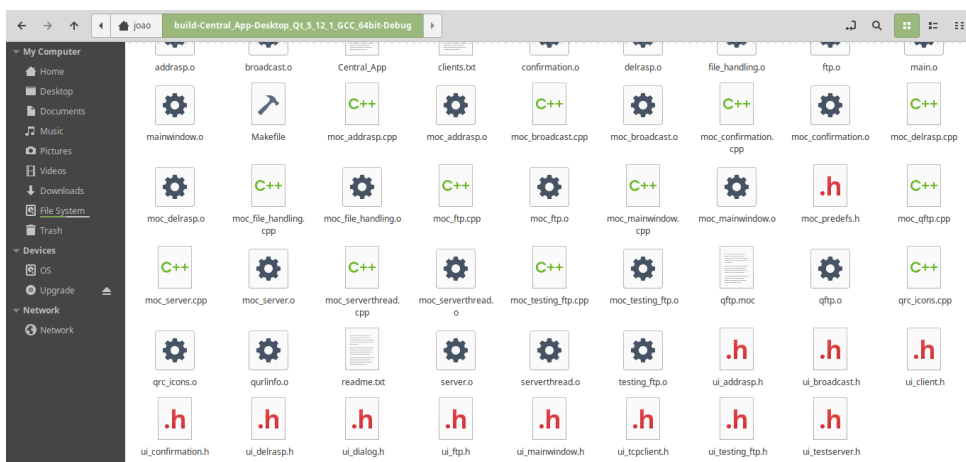 joao build-Central_App-Desktop_Qt_5_12_1_GCC_64bit-Debug
My Computer
Home
Desktop
Documents
Music
Pictures
Videos
Downloads
File System
Trash
Devices
OS
Upgrade
Network
Network
addrasp.o broadcast.o Central_App clients.txt confirmation.o delrasp.o file_handling.o ftp.o main.o
C++ C++ C++ C++
mainwindow.o Makefile moc_addrasp.cpp moc_addrasp.o moc_broadcast.cpp moc_broadcast.o moc_confirmation. moc_confirmation.o moc_delrasp.cpp
cpp
C++ C++ C++ .h C++
moc_delrasp.o moc_file_handling. moc_file_handling.o moc_ftp.cpp moc_ftp.o moc_mainwindow. moc_mainwindow.o moc_predefs.h moc_qftp.cpp
cpp cpp
C++ C++ C++ C++
moc_server.cpp moc_server.o moc_serverthread. moc_serverthread. moc_testing_ftp.cpp moc_testing_ftp.o qftp.moc qftp.o qrc_icons.cpp
cpp o
.h .h .h
qrc_icons.o qurlinfo.o readme.txt server.o serverthread.o testing_ftp.o ui_addrasp.h ui_broadcast.h ui_client.h
.h .h .h .h .h .h .h .h
ui_confirmation.h ui_delrasp.h ui_dialog.h ui_ftp.h ui_mainwindow.h ui_tcpclient.h ui_testing_ftp.h ui_testserver.h